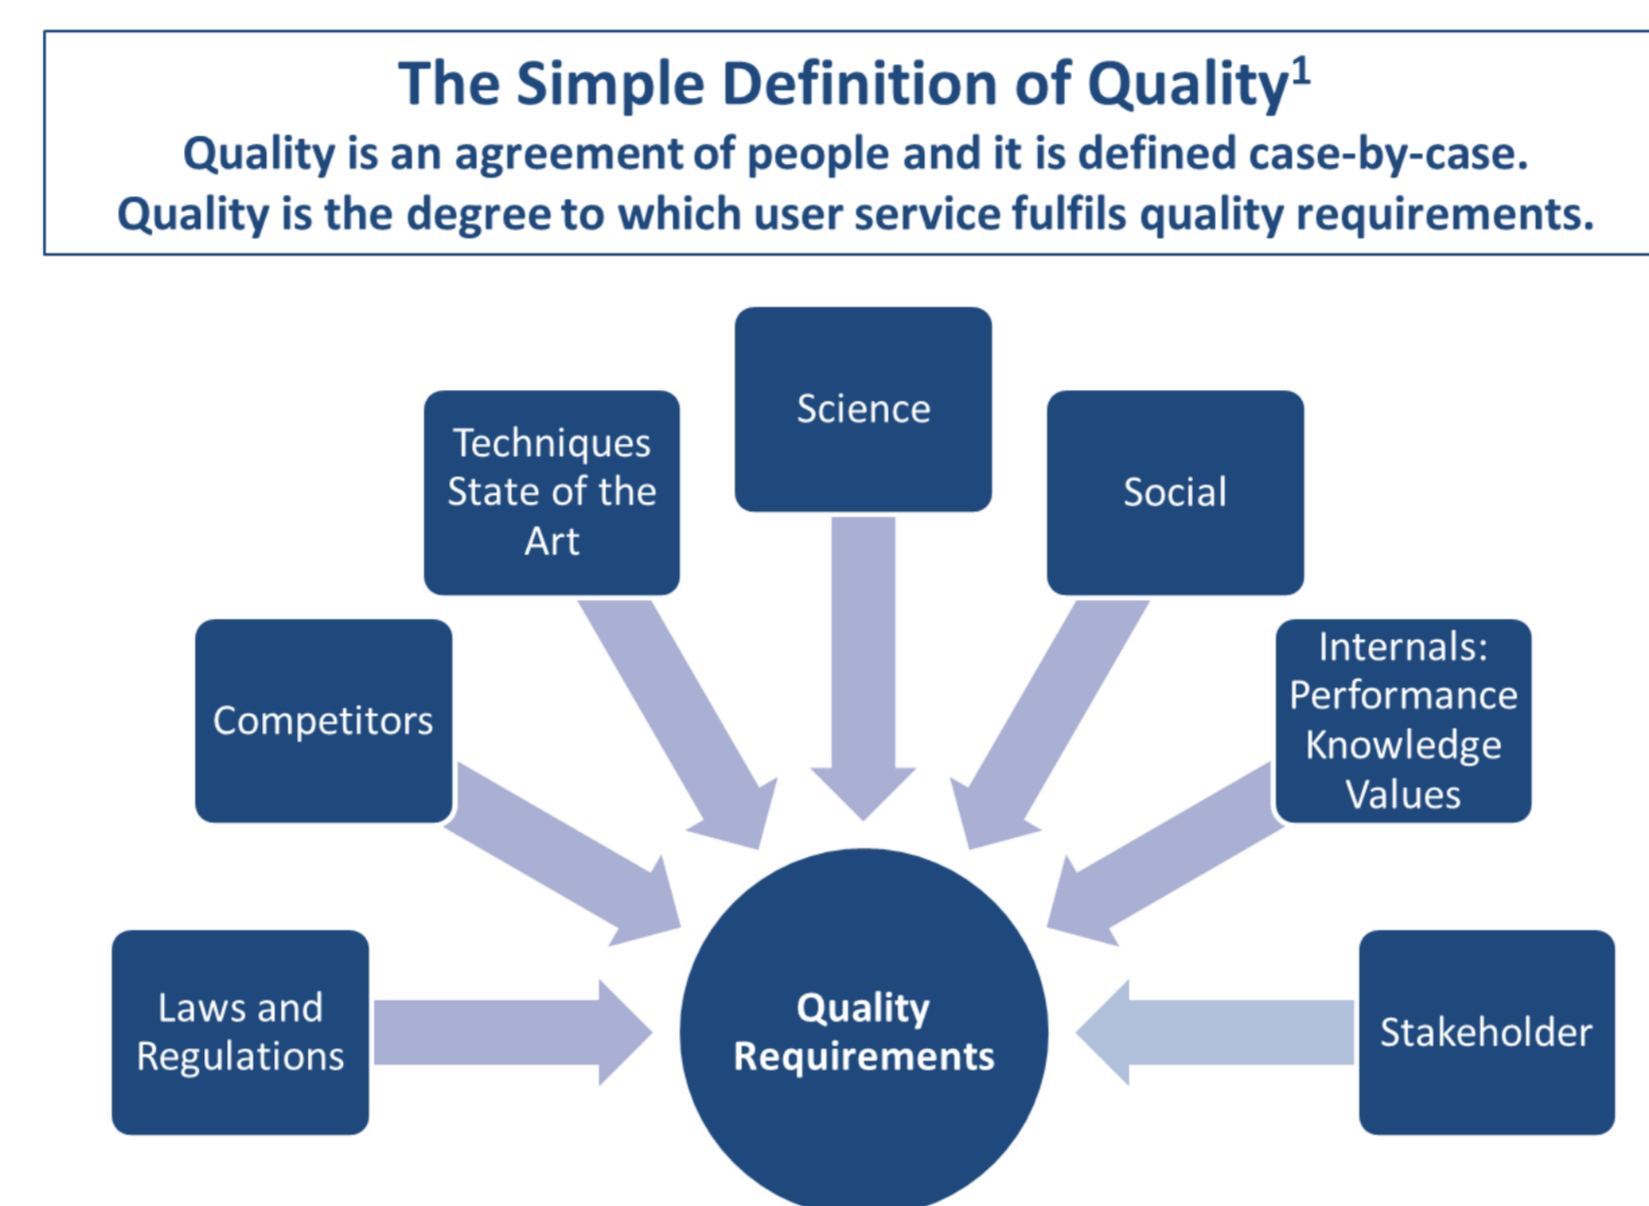 The Simple Definition of Quality¹
Quality is an agreement of people and it is defined case-by-case.
Quality is the degree to which user service fulfils quality requirements.
Science
Techniques
State of the
Art
Social
Competitors
Internals:
Performance
Knowledge
Values
Laws and
Regulations
Quality
Requirements
Stakeholder